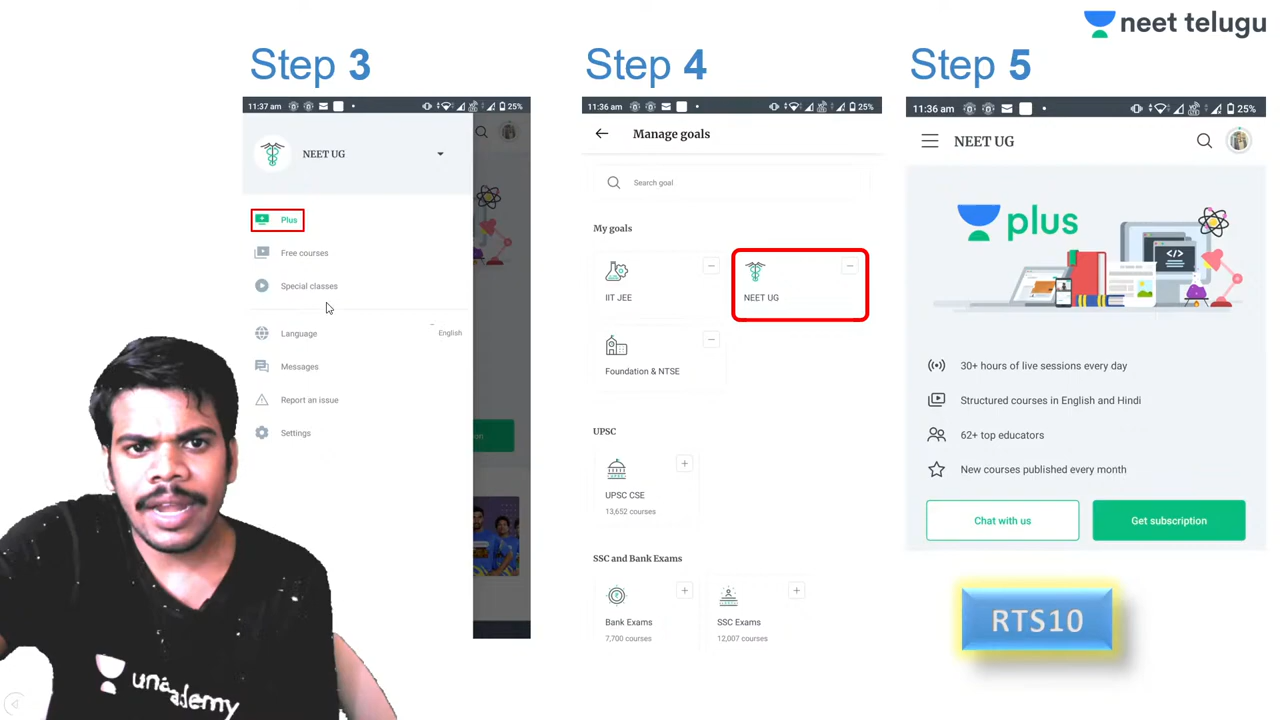 neet telugu
Step 3
11:37 am
25%
NEET UG
Plus
Free courses
Special classes
Language
English
Messages
Report an issue
Settings
Step 4
11:36 am
25%
Manage goals
Search goal
My goals
IIT JEE
NEET UG
Foundation & NTSE
UPSC
UPSC CSE
13,652 courses
SSC and Bank Exams
Bank Exams
7,700 courses
SSC Exams
12,007 courses
Step 5
11:36 am
25%
NEET UG
plus
30+ hours of live sessions every day
Structured courses in English and Hindi
62+ top educators
New courses published every month
Chat with us
Get subscription
RTS10
unacademy